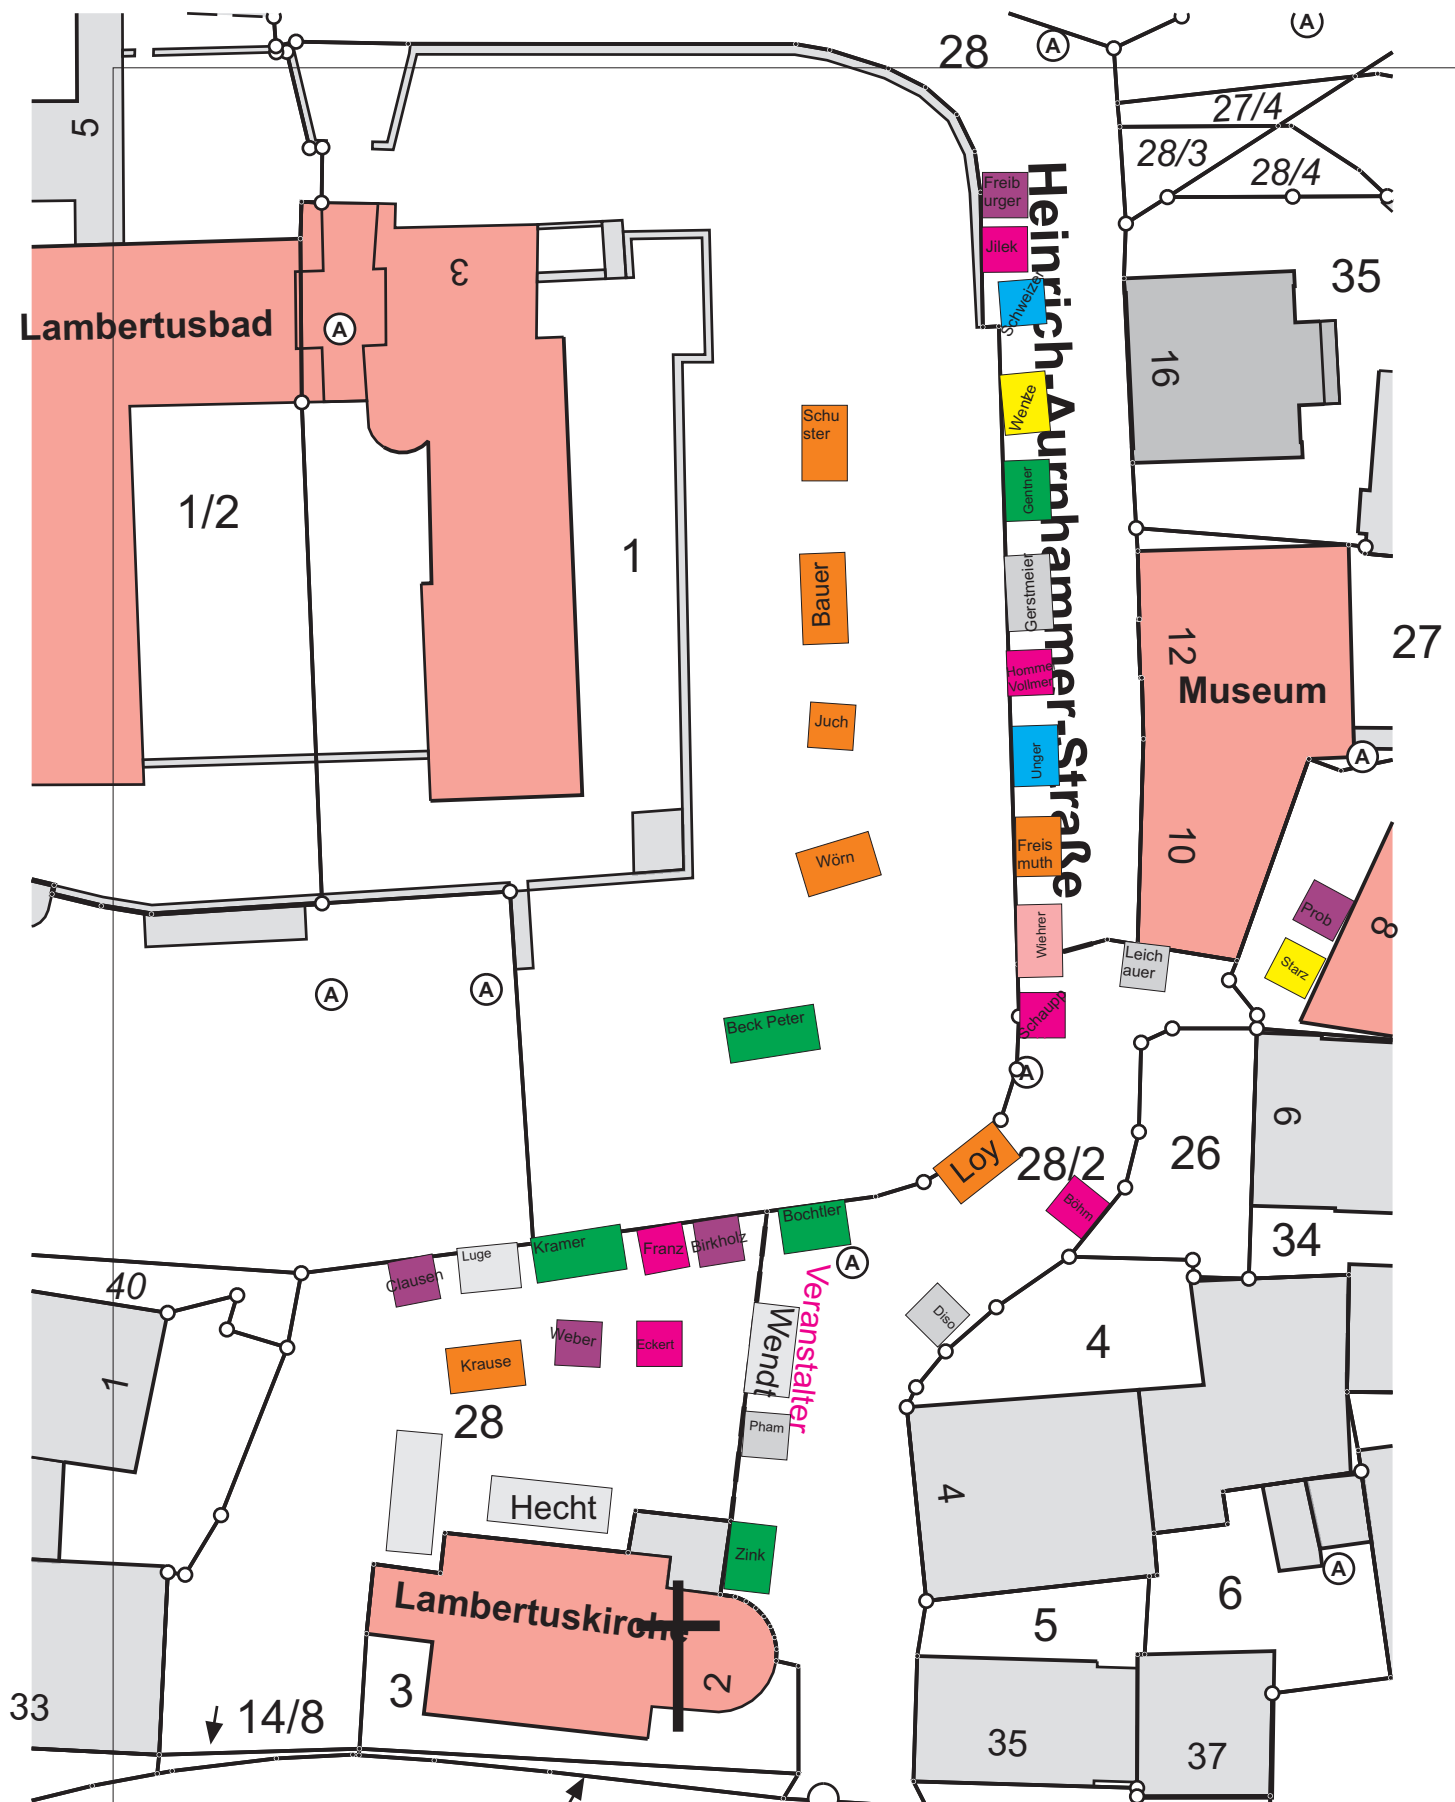 28
A
A
27/4
28/3
28/4
5
Freib
urger
Jilek
Schweizer
Heinrich-Aurnhammer-Straße
35
3
Lambertusbad
A
16
Wenzke
Schu
ster
Gentner
1/2
1
Bauer
Gerstmeier
12
27
Hommel
Vollmer
Museum
Juch
Unger
A
Wörn
Freis
muth
10
Prob
8
Wiehrer
Leich
auer
Starz
A
A
Schaupp
Beck Peter
A
6
Loy
28/2
26
Böhm
Bochtler
Kramer
Franz
Birkholz
Luge
Clausen
A
34
40
Veranstalter
Wendt
Diso
Weber
Eckert
Krause
4
1
28
Pham
Hecht
4
Zink
A
Lambertuskirche
6
5
3
2
33
14/8
35
37